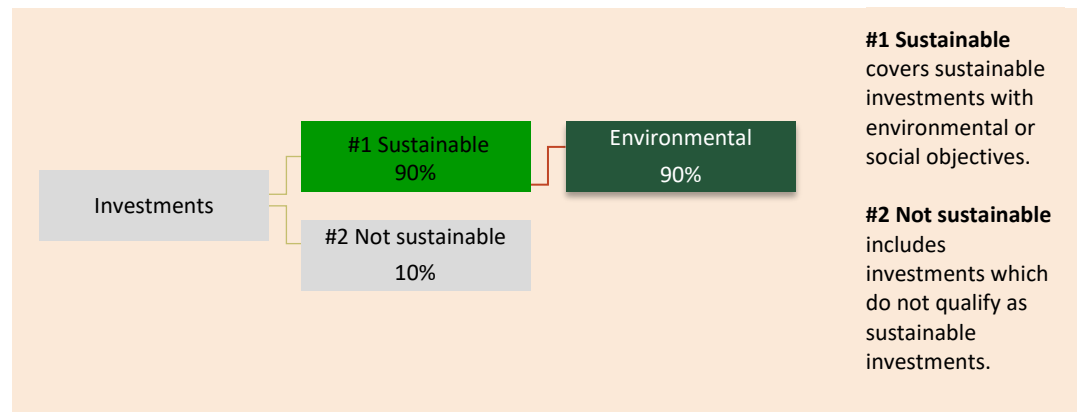 Investments
#1 Sustainable
90%
#2 Not sustainable
10%
Environmental
90%
#1 Sustainable
covers sustainable
investments with
environmental or
social objectives.
#2 Not sustainable
includes
investments which
do not qualify as
sustainable
investments.